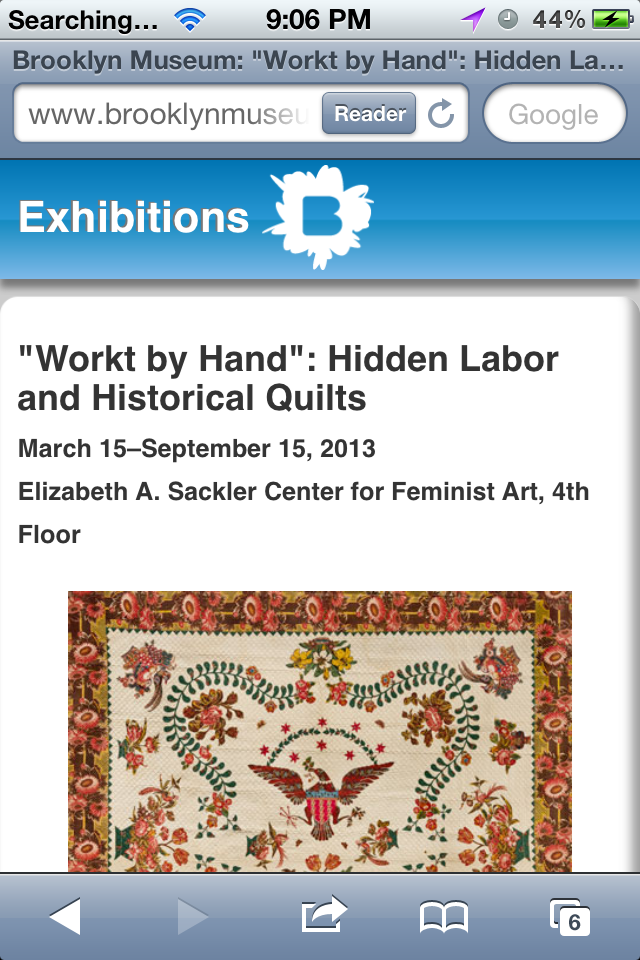 Searching... 9:06 PM 44%
Brooklyn Museum: "Workt by Hand": Hidden La...
www.brooklynmuseu Reader Google
Exhibitions B
"Workt by Hand": Hidden Labor
and Historical Quilts
March 15–September 15, 2013
Elizabeth A. Sackler Center for Feminist Art, 4th
Floor
6